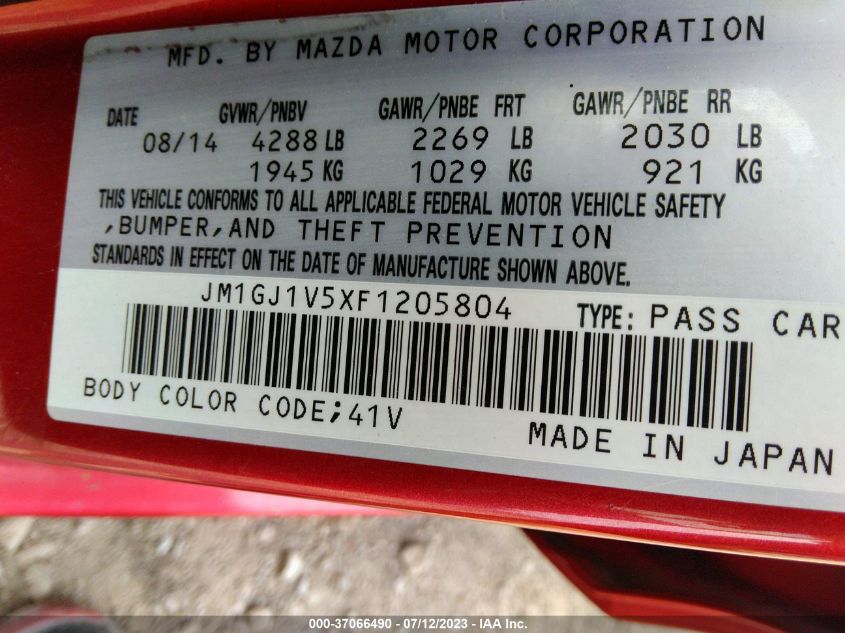 MFD. BY MAZDA MOTOR CORPORATION
DATE GVWR/PNBV GAWR/PNBE FRT GAWR/PNBE RR
08/14 4288 LB 2269 LB 2030 LB
1945 KG 1029 KG 921 KG
THIS VEHICLE CONFORMS TO ALL APPLICABLE FEDERAL MOTOR VEHICLE SAFETY
,BUMPER,AND THEFT PREVENTION
STANDARDS IN EFFECT ON THE DATE OF MANUFACTURE SHOWN ABOVE.
JM1GJ1V5XF1205804 TYPE: PASS CAR
BODY COLOR CODE;41V
MADE IN JAPAN
000-37066490 - 07/12/2023 - IAA Inc.